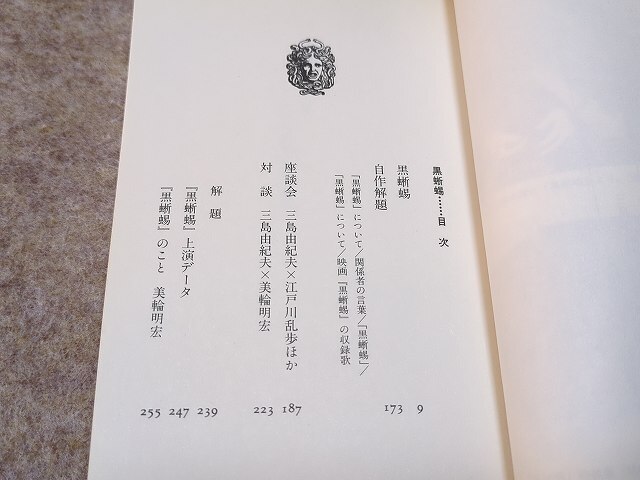 黒蜥蜴……目次
黒蜥蜴 9
自作解題 173
「黒蜥蜴」について／関係者の言葉／「黒蜥蜴」／
「黒蜥蜴」について／映画『黒蜥蜴』の収録歌
座談会 三島由紀夫×江戸川乱歩ほか 187
対談 三島由紀夫×美輪明宏 223
解題 239
『黒蜥蜴』上演データ 247
『黒蜥蜴』のこと 美輪明宏 255